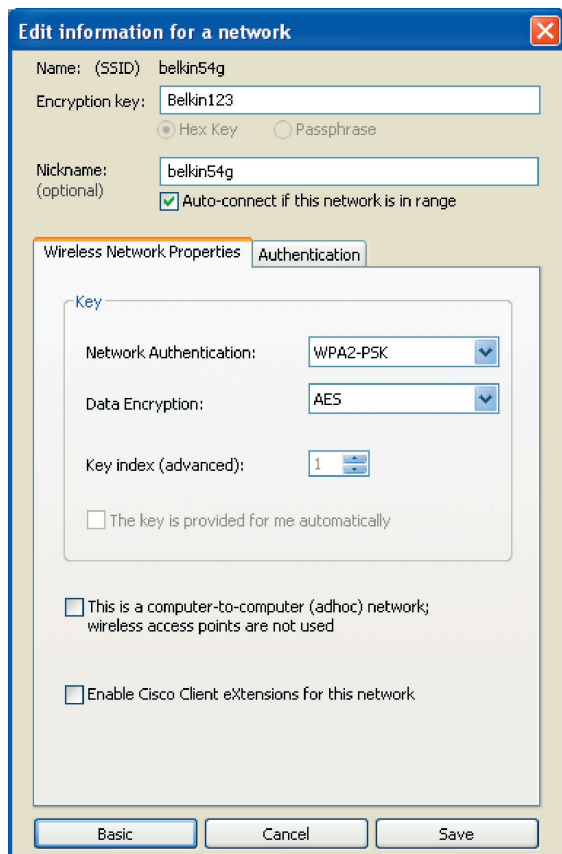 Edit information for a network
Name: (SSID) belkin54g
Encryption key: Belkin123
Hex Key Passphrase
Nickname: belkin54g
(optional)
Auto-connect if this network is in range
Wireless Network Properties Authentication
Key
Network Authentication: WPA2-PSK
Data Encryption: AES
Key index (advanced): 1
The key is provided for me automatically
This is a computer-to-computer (adhoc) network;
wireless access points are not used
Enable Cisco Client eXtensions for this network
Basic Cancel Save